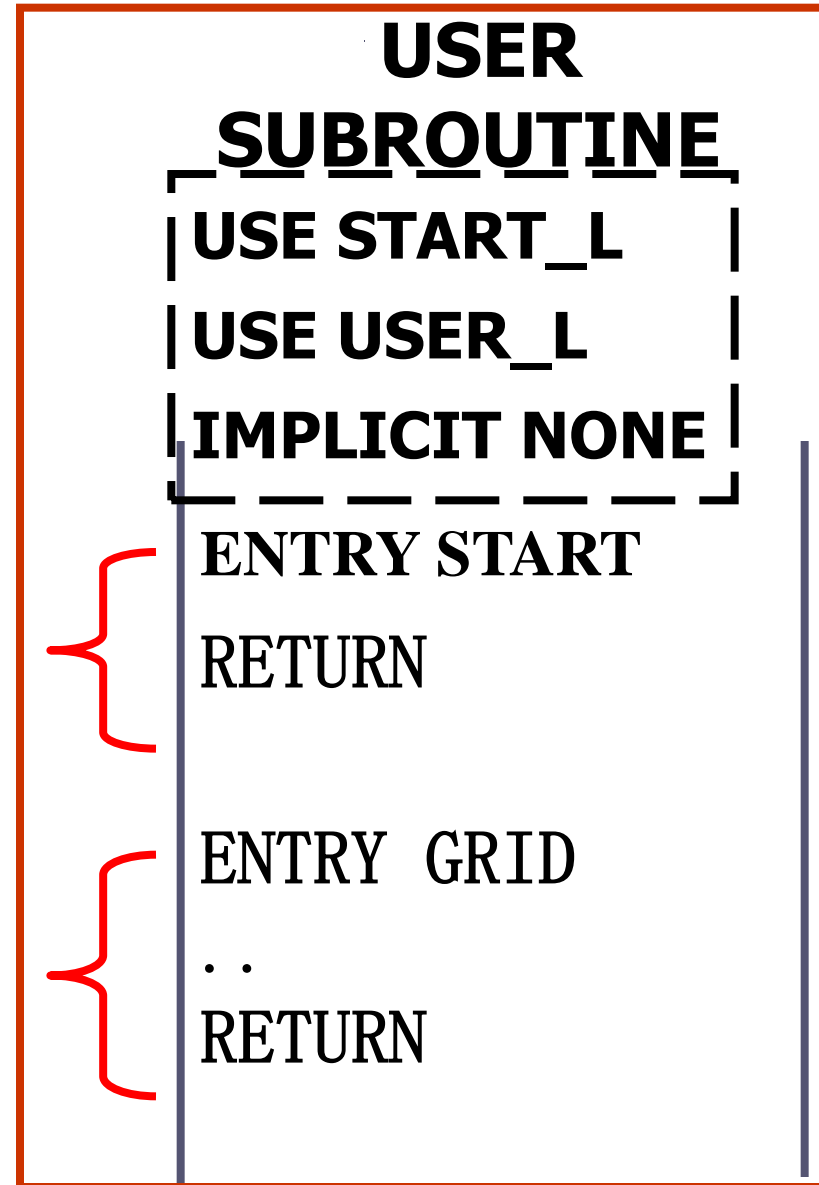 USER
SUBROUTINE
USE START_L
USE USER_L
IMPLICIT NONE
ENTRY START
RETURN
ENTRY GRID
..
RETURN